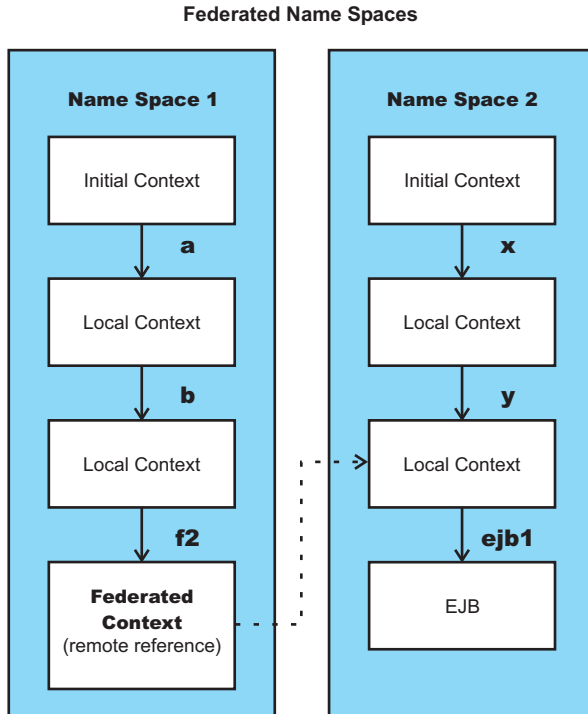 Federated Name Spaces
Name Space 1
Initial Context
a
Local Context
b
Local Context
f2
Federated
Context
(remote reference)
Name Space 2
Initial Context
x
Local Context
y
Local Context
ejb1
EJB